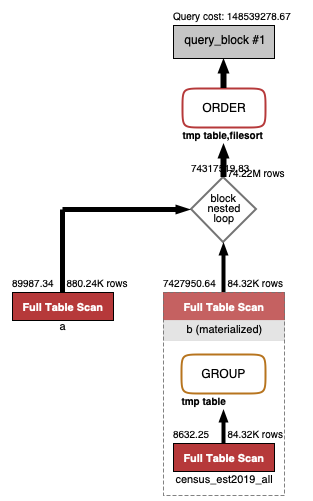 Query cost: 148539278.67
query_block #1
ORDER
tmp table,filesort
74317519.83
74.22M rows
block
nested
loop
89987.34 880.24K rows
Full Table Scan
a
7427950.64 84.32K rows
Full Table Scan
b (materialized)
GROUP
tmp table
8632.25 84.32K rows
Full Table Scan
census_est2019_all